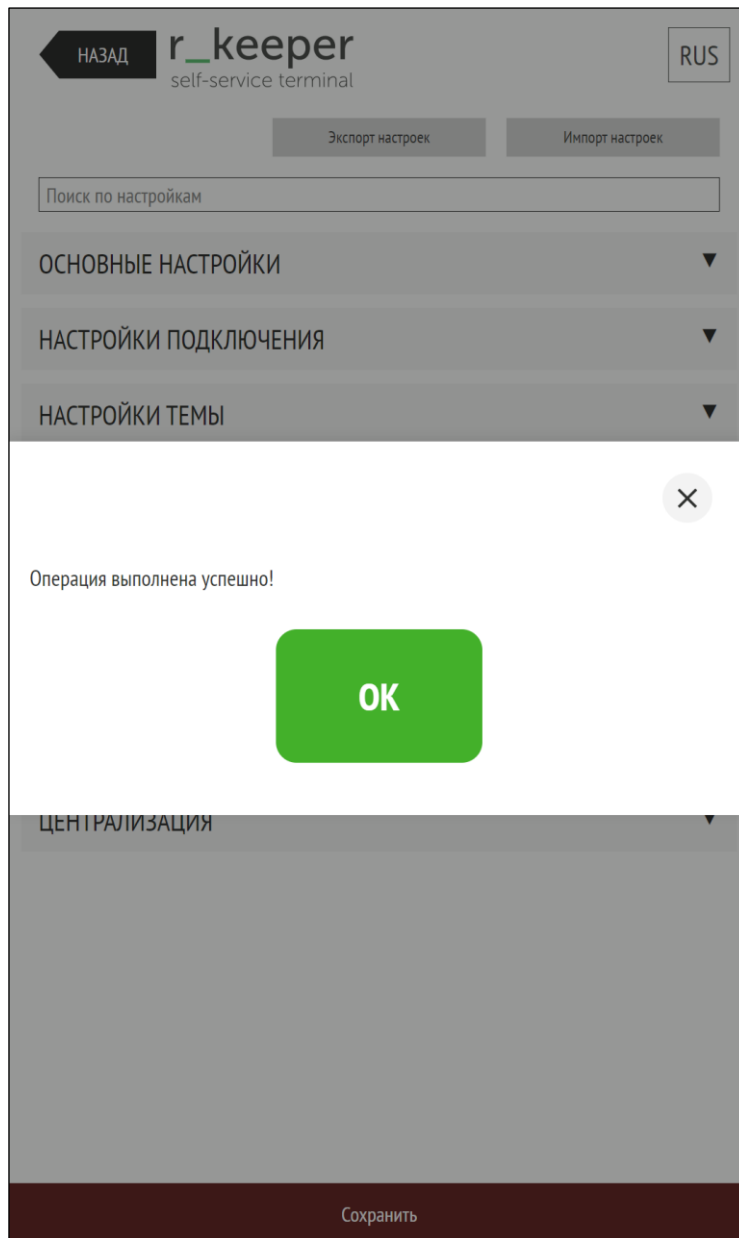 НАЗАД
r_keeper
self-service terminal
RUS
Экспорт настроек
Импорт настроек
Поиск по настройкам
ОСНОВНЫЕ НАСТРОЙКИ
НАСТРОЙКИ ПОДКЛЮЧЕНИЯ
НАСТРОЙКИ ТЕМЫ
Операция выполнена успешно!
ОК
ЦЕНТРАЛИЗАЦИЯ
Сохранить